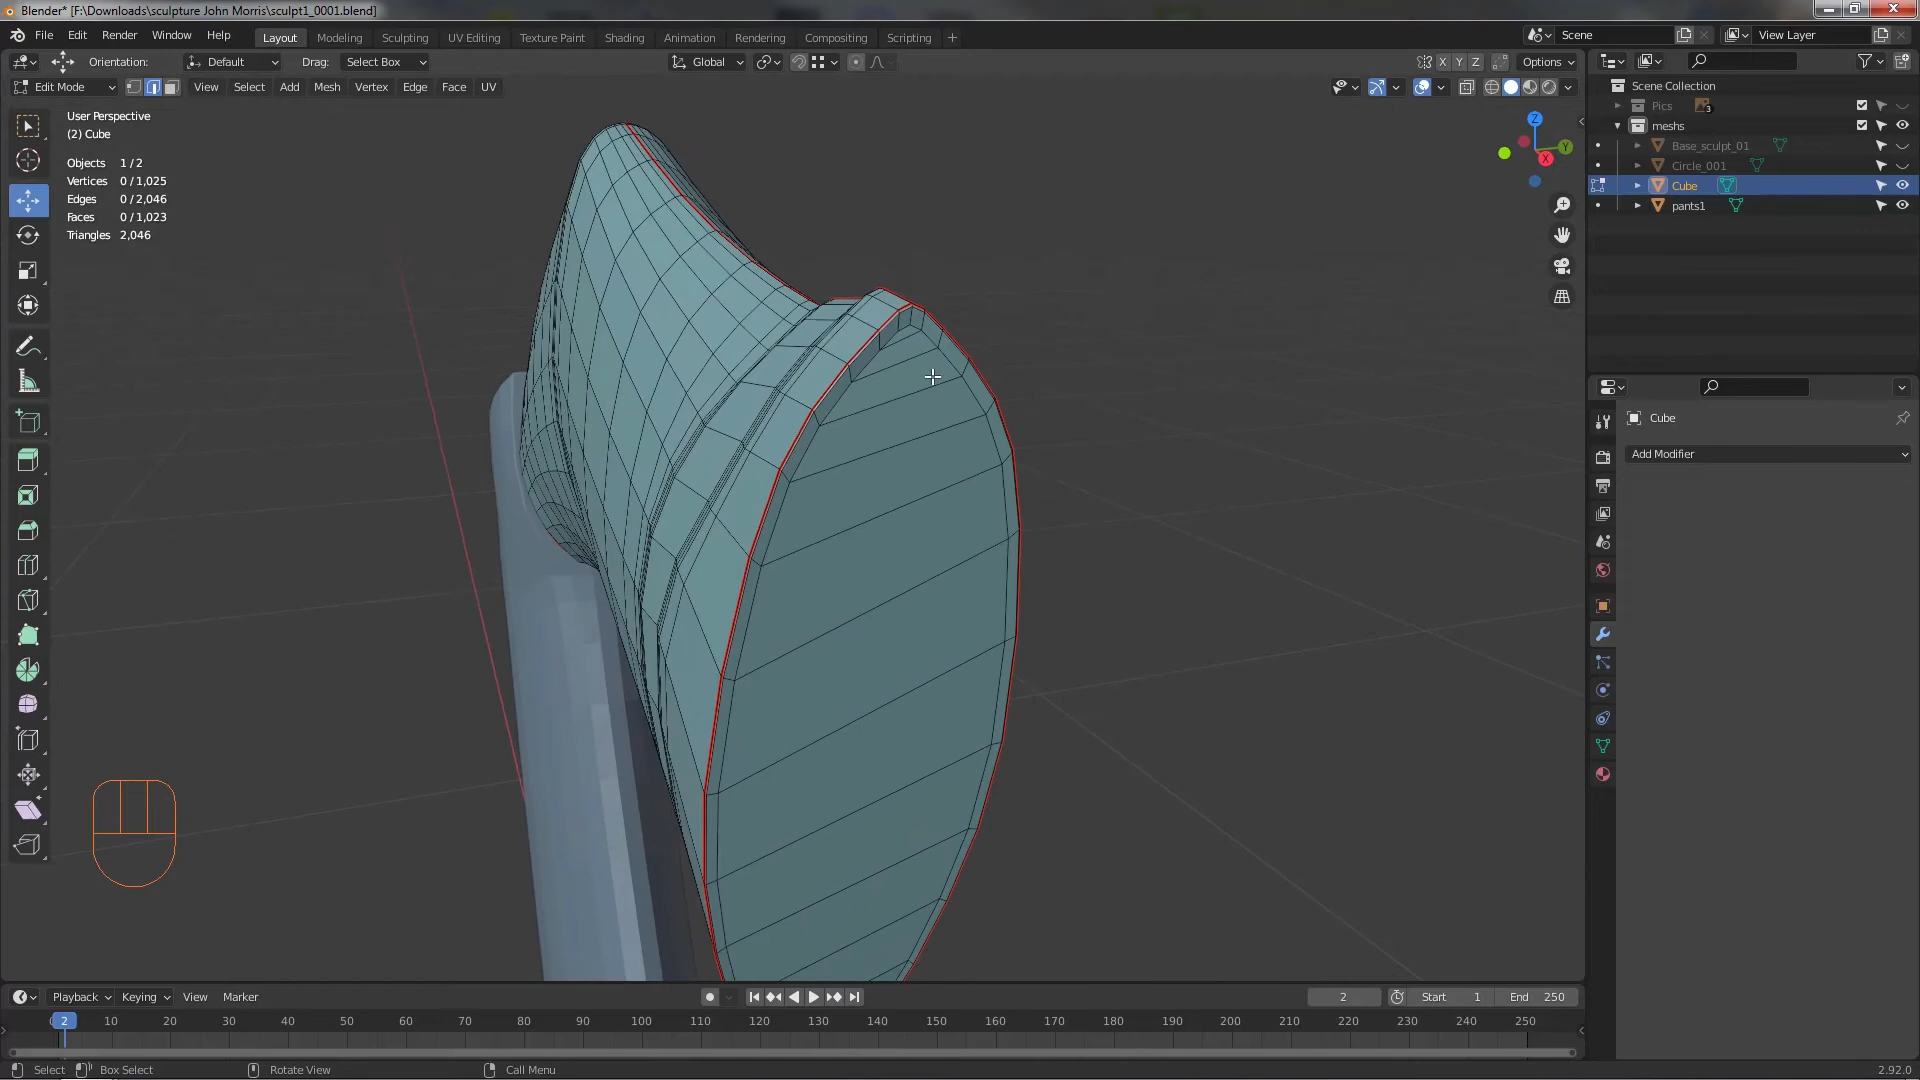 Blender* [F:\Downloads\sculpture John Morris\sculpt1_0001.blend]
File Edit Render Window Help
Layout Modeling Sculpting UV Editing Texture Paint Shading Animation Rendering Compositing Scripting +
Scene
View Layer
Orientation: Default Drag: Select Box
Global
X Y Z Options
Edit Mode
View Select Add Mesh Vertex Edge Face UV
User Perspective
(2) Cube
Objects 1 / 2
Vertices 0 / 1,025
Edges 0 / 2,046
Faces 0 / 1,023
Triangles 2,046
Z
Y
X
Scene Collection
Pics 3
meshs
Base_sculpt_01
Circle_001
Cube
pants1
Cube
Add Modifier
Playback Keying View Marker
2 Start 1 End 250
2 10 20 30 40 50 60 70 80 90 100 110 120 130 140 150 160 170 180 190 200 210 220 230 240 250
Select Box Select Rotate View Call Menu 2.92.0